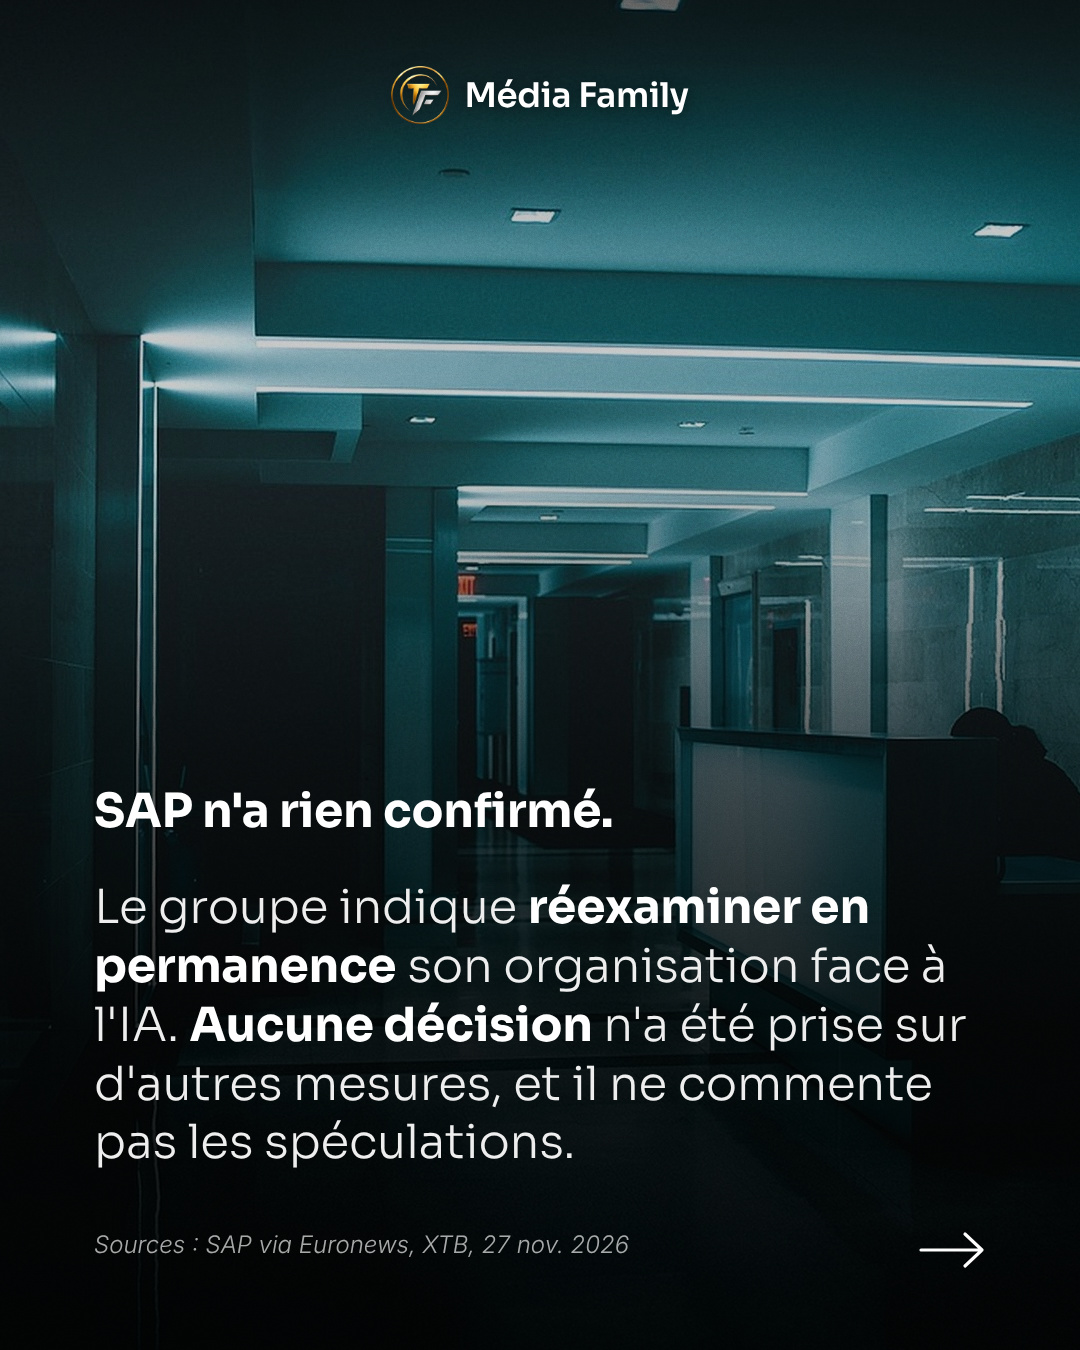 Média Family
SAP n'a rien confirmé.
Le groupe indique réexaminer en
permanence son organisation face à
l'IA. Aucune décision n'a été prise sur
d'autres mesures, et il ne commente
pas les spéculations.
Sources : SAP via Euronews, XTB, 27 nov. 2026